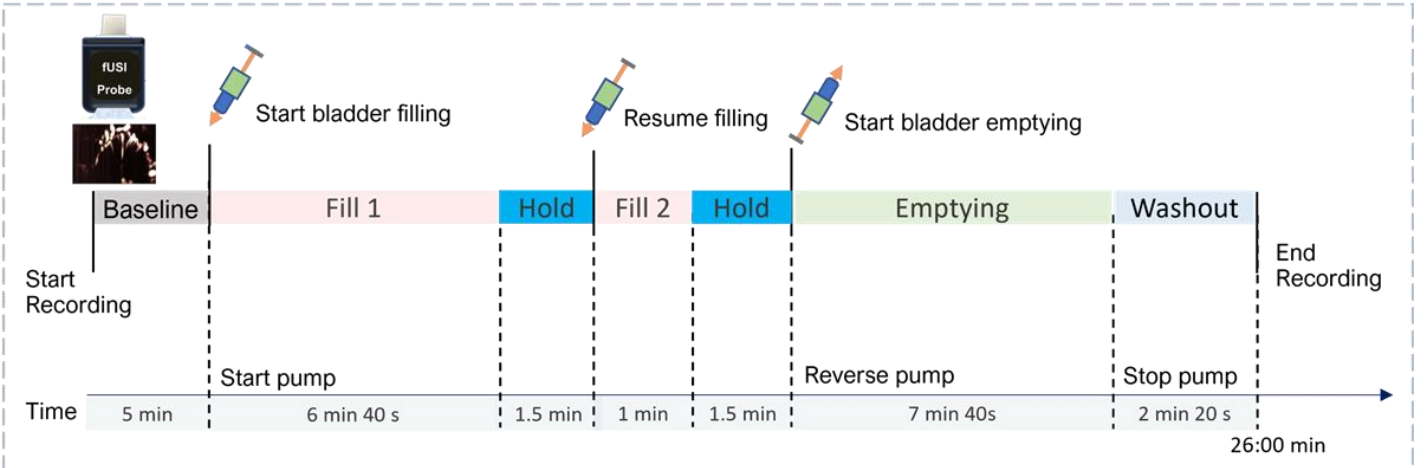 fUSI
Probe
Start bladder filling
Resume filling
Start bladder emptying
Baseline
Fill 1
Hold
Fill 2
Hold
Emptying
Washout
Start
Recording
End
Recording
Start pump
Reverse pump
Stop pump
Time
5 min
6 min 40 s
1.5 min
1 min
1.5 min
7 min 40s
2 min 20 s
26:00 min